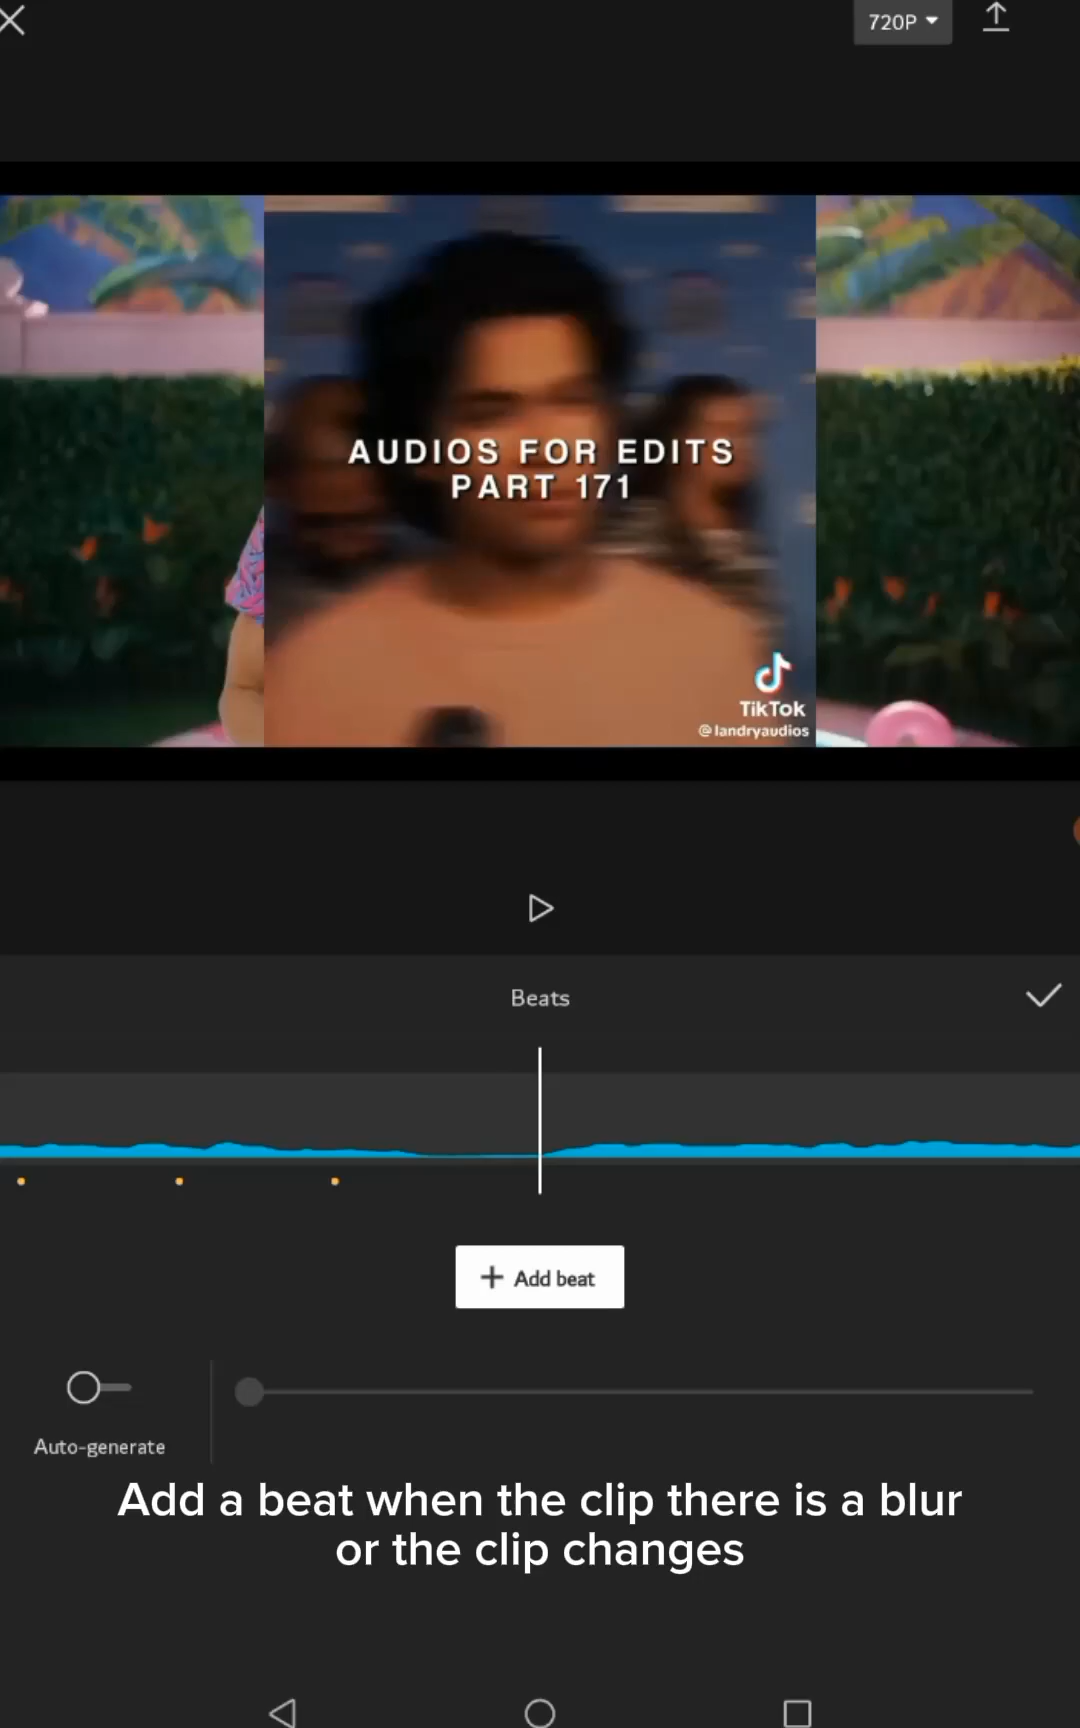 720P
AUDIOS FOR EDITS
PART 171
TikTok
@landryaudios
Beats
+ Add beat
Auto-generate
Add a beat when the clip there is a blur
or the clip changes